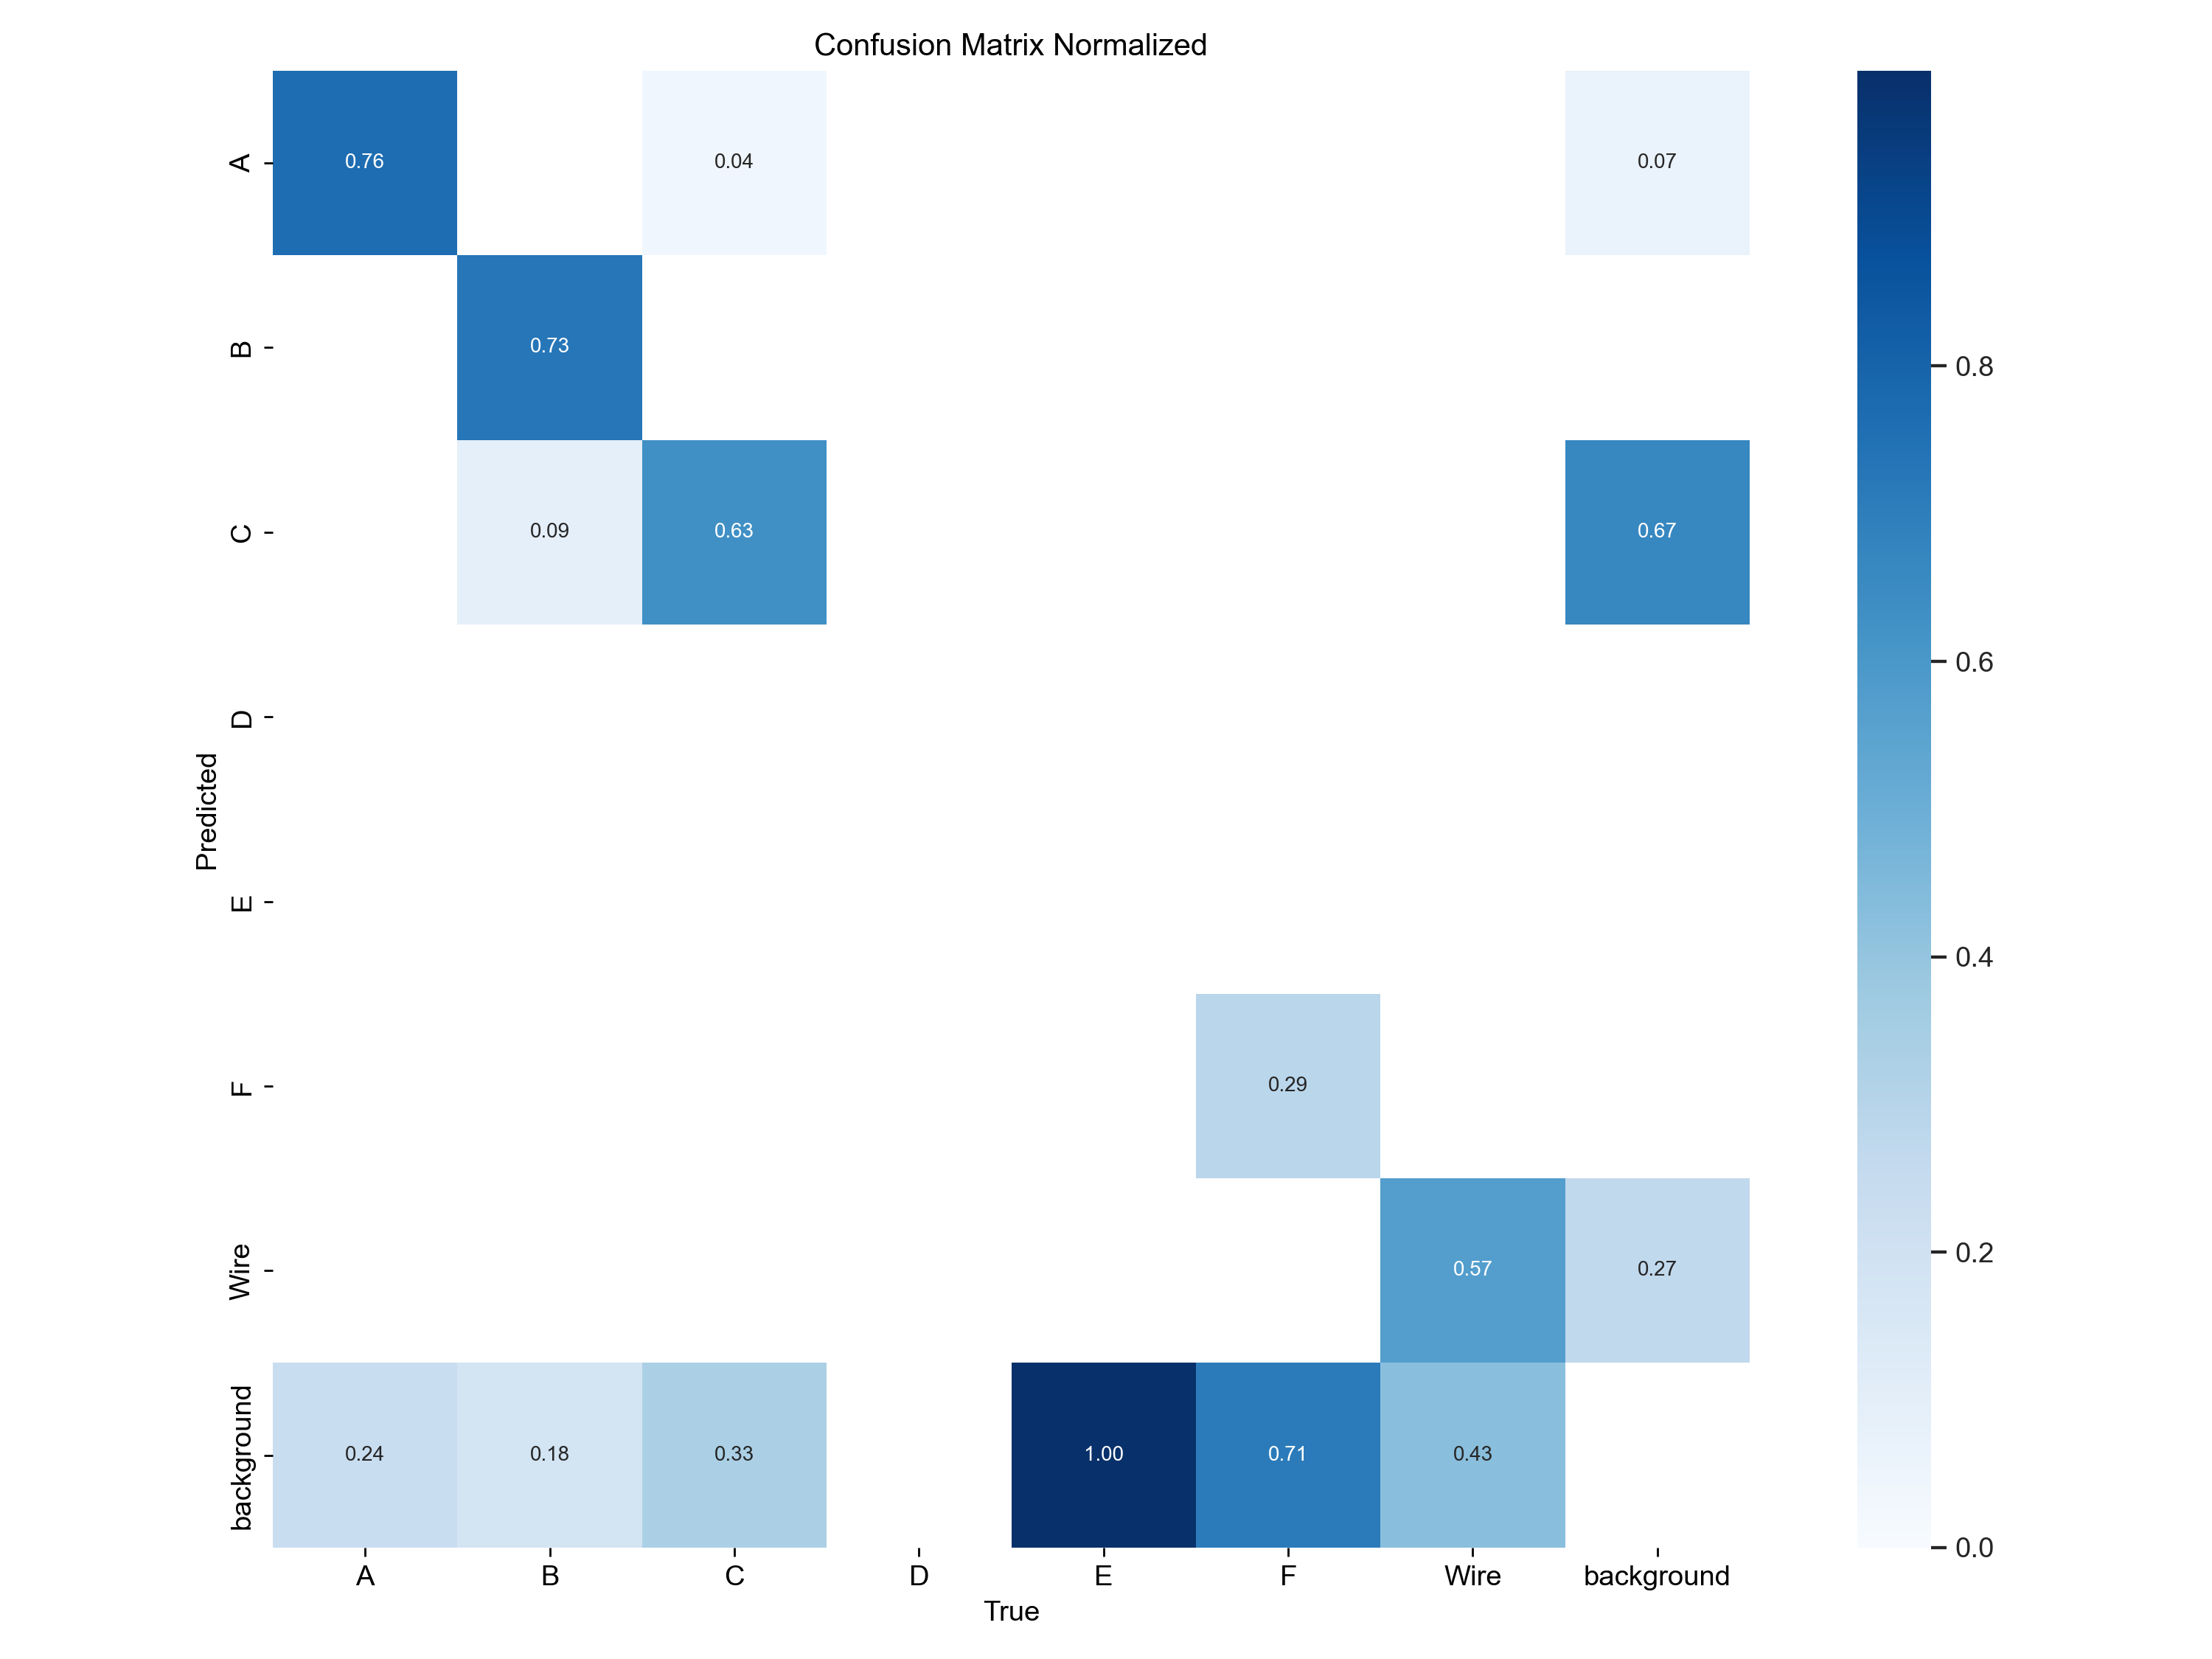 Confusion Matrix Normalized
A
0.76
0.04
0.07
B
0.73
C
0.09
0.63
0.67
D
E
F
0.29
Wire
0.57
0.27
background
0.24
0.18
0.33
1.00
0.71
0.43
Predicted
A
B
C
D
E
F
Wire
background
True
0.8
0.6
0.4
0.2
0.0